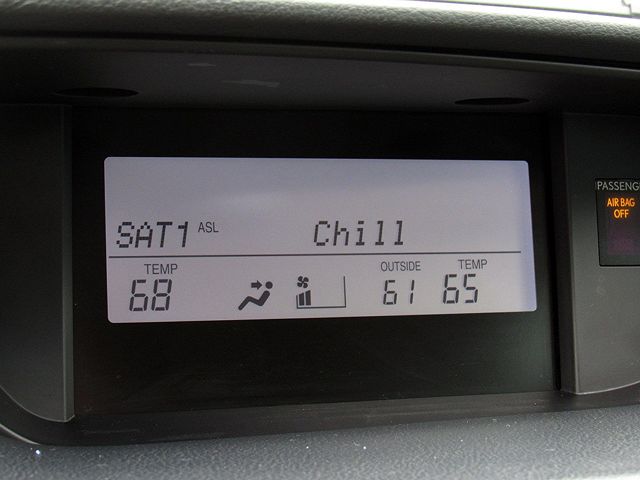 SAT1 ASL Chill
TEMP OUTSIDE TEMP
68 61 65
PASSENG
AIR BAG
OFF